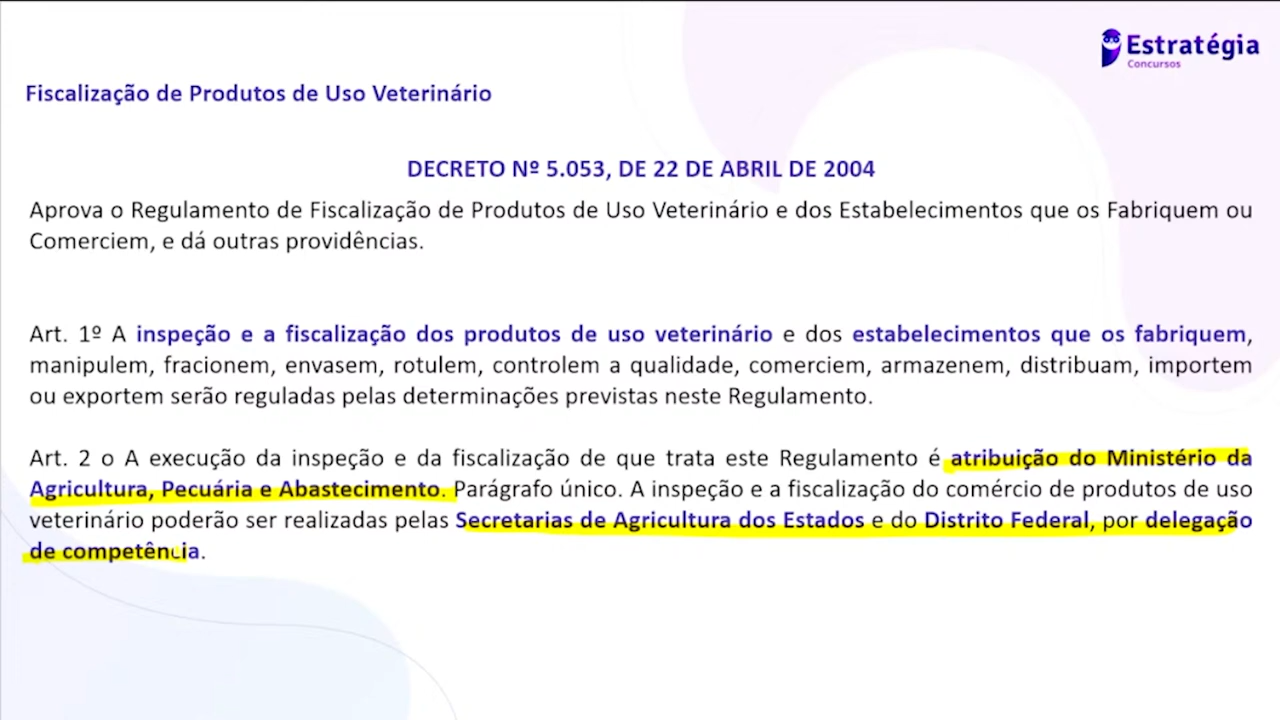 Estratégia
Concursos
Fiscalização de Produtos de Uso Veterinário
DECRETO Nº 5.053, DE 22 DE ABRIL DE 2004
Aprova o Regulamento de Fiscalização de Produtos de Uso Veterinário e dos Estabelecimentos que os Fabriquem ou
Comerciem, e dá outras providências.
Art. 1º A inspeção e a fiscalização dos produtos de uso veterinário e dos estabelecimentos que os fabriquem,
manipulem, fracionem, envasem, rotulem, controlem a qualidade, comerciem, armazenem, distribuam, importem
ou exportem serão reguladas pelas determinações previstas neste Regulamento.
Art. 2 o A execução da inspeção e da fiscalização de que trata este Regulamento é atribuição do Ministério da
Agricultura, Pecuária e Abastecimento. Parágrafo único. A inspeção e a fiscalização do comércio de produtos de uso
veterinário poderão ser realizadas pelas Secretarias de Agricultura dos Estados e do Distrito Federal, por delegação
de competência.